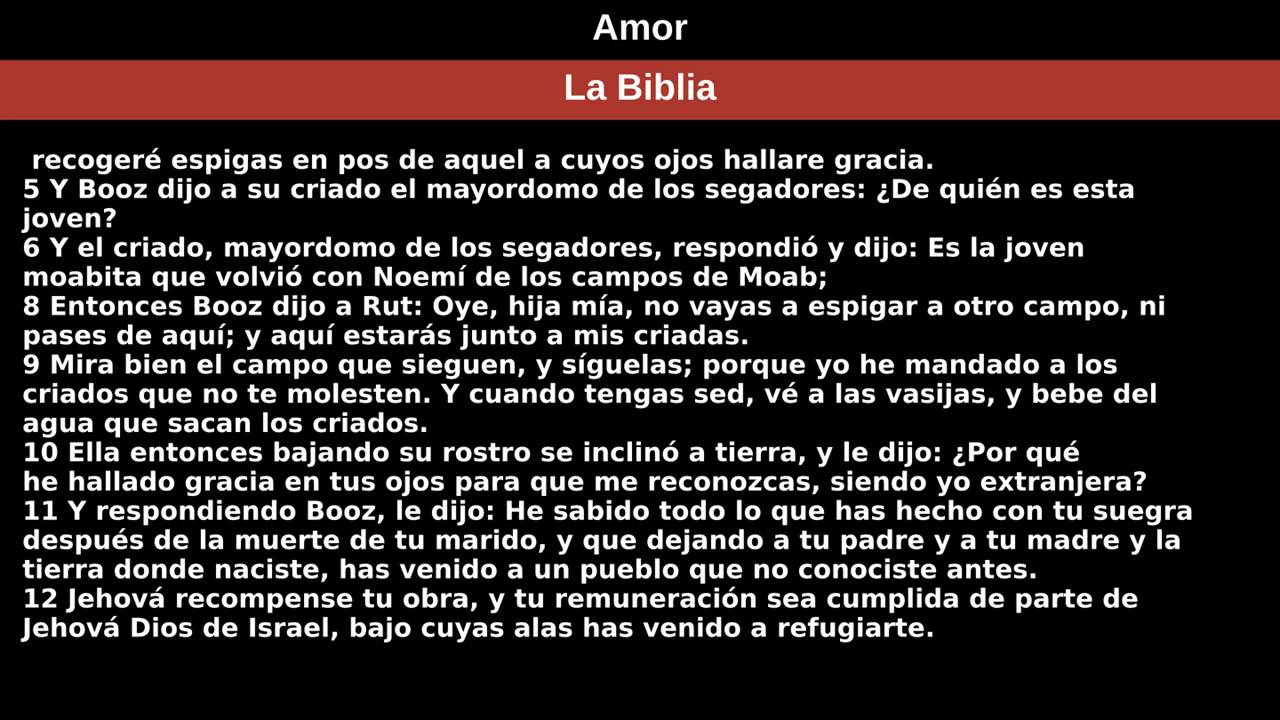 Amor
La Biblia
recogeré espigas en pos de aquel a cuyos ojos hallare gracia.
5 Y Booz dijo a su criado el mayordomo de los segadores: ¿De quién es esta
joven?
6 Y el criado, mayordomo de los segadores, respondió y dijo: Es la joven
moabita que volvió con Noemí de los campos de Moab;
8 Entonces Booz dijo a Rut: Oye, hija mía, no vayas a espigar a otro campo, ni
pases de aquí; y aquí estarás junto a mis criadas.
9 Mira bien el campo que sieguen, y síguelas; porque yo he mandado a los
criados que no te molesten. Y cuando tengas sed, vé a las vasijas, y bebe del
agua que sacan los criados.
10 Ella entonces bajando su rostro se inclinó a tierra, y le dijo: ¿Por qué
he hallado gracia en tus ojos para que me reconozcas, siendo yo extranjera?
11 Y respondiendo Booz, le dijo: He sabido todo lo que has hecho con tu suegra
después de la muerte de tu marido, y que dejando a tu padre y a tu madre y la
tierra donde naciste, has venido a un pueblo que no conociste antes.
12 Jehová recompense tu obra, y tu remuneración sea cumplida de parte de
Jehová Dios de Israel, bajo cuyas alas has venido a refugiarte.